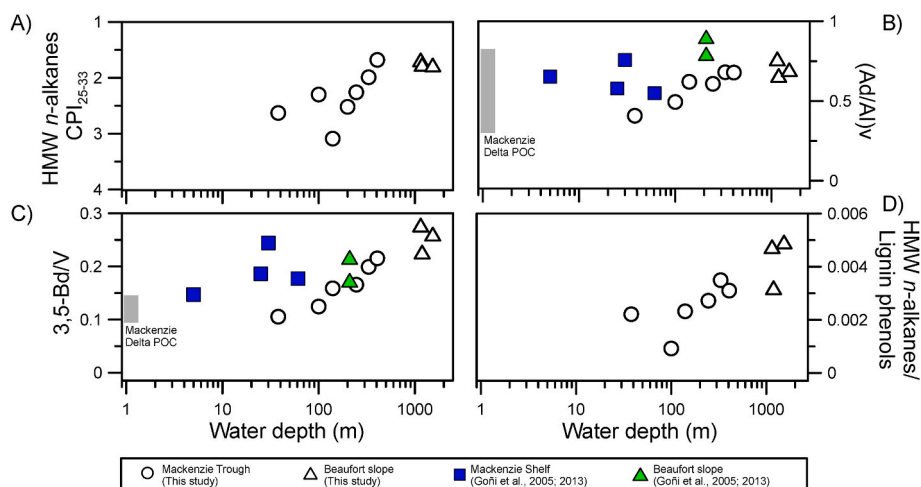 A)
HMW n-alkanes
CPI25-33
1
2
3
4
B)
(Ad/Al)v
1
0.5
0
Mackenzie
Delta POC
C)
3,5-Bd/V
0.3
0.2
0.1
0
Mackenzie
Delta POC
1 10 100 1000
Water depth (m)
D)
HMW n-alkanes/
Lignin phenols
0.006
0.004
0.002
0
1 10 100 1000
Water depth (m)
Mackenzie Trough
(This study)
Beaufort slope
(This study)
Mackenzie Shelf
(Goñi et al., 2005; 2013)
Beaufort slope
(Goñi et al., 2005; 2013)